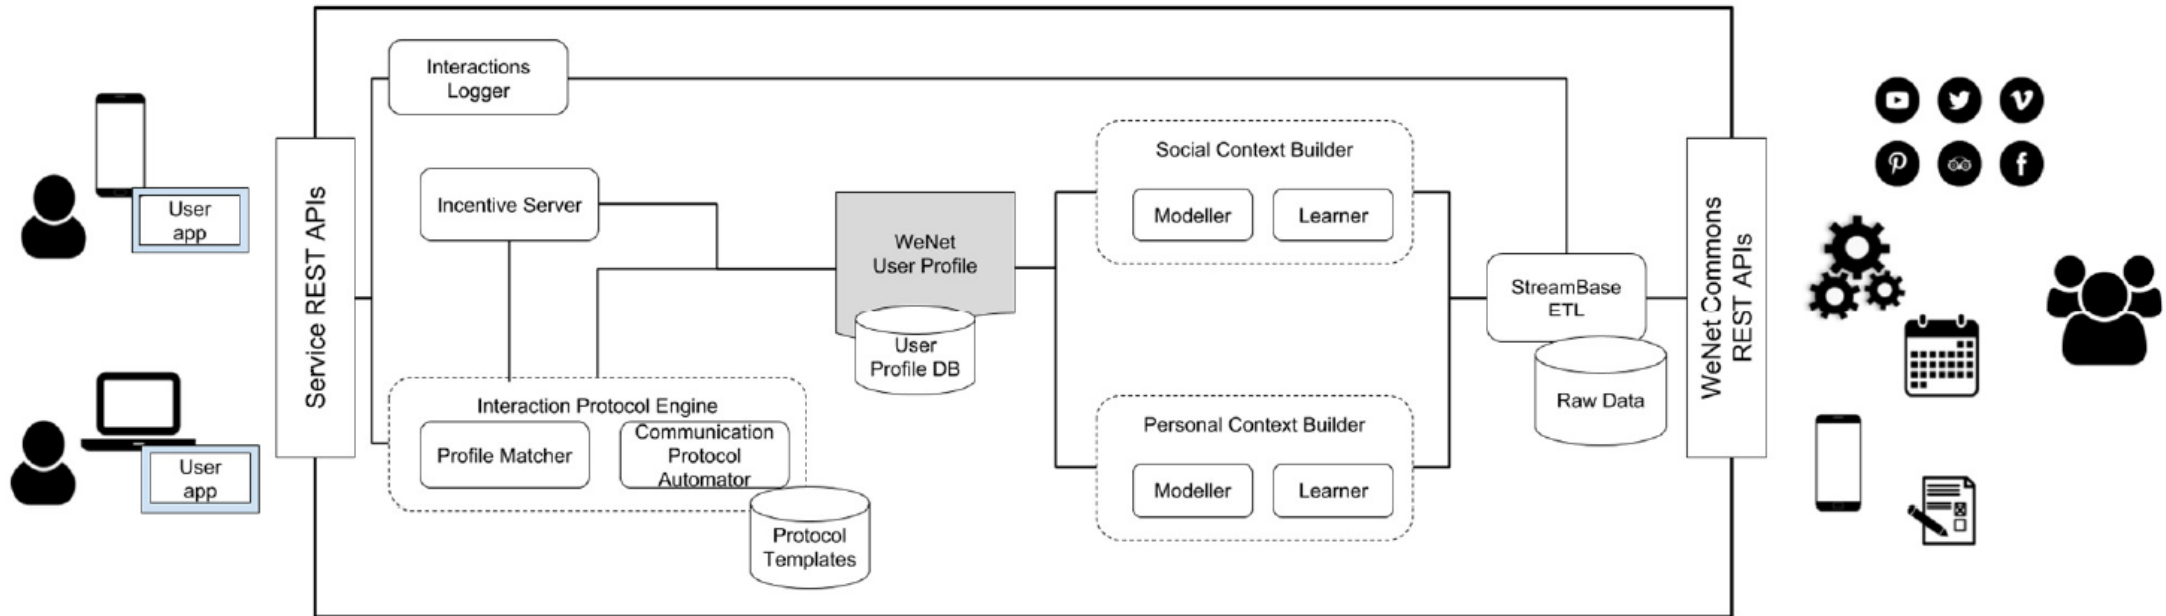 User
app
User
app
Service REST APIs
Interactions
Logger
Incentive Server
Interaction Protocol Engine
Profile Matcher
Communication
Protocol
Automator
Protocol
Templates
WeNet
User Profile
User
Profile DB
Social Context Builder
Modeller
Learner
Personal Context Builder
Modeller
Learner
StreamBase
ETL
Raw Data
WeNet Commons
REST APIs